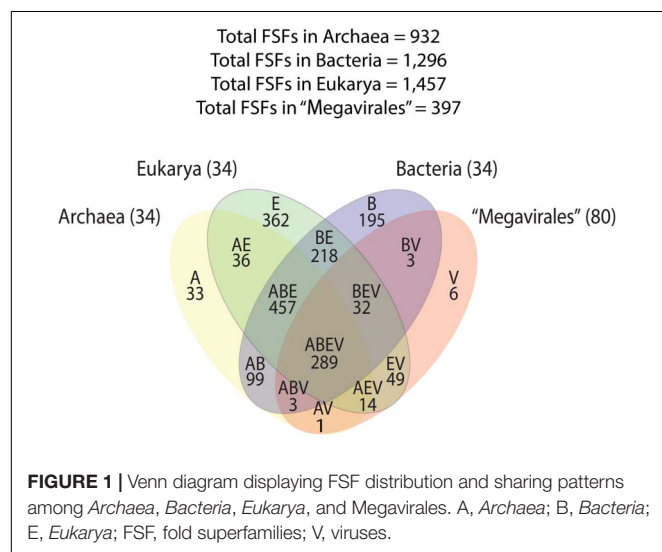 Total FSFs in Archaea = 932
Total FSFs in Bacteria = 1,296
Total FSFs in Eukarya = 1,457
Total FSFs in "Megavirales" = 397
Eukarya (34)
Bacteria (34)
Archaea (34)
"Megavirales" (80)
E
362
B
195
AE
36
BE
218
BV
3
A
33
V
6
ABE
457
BEV
32
ABEV
289
AB
99
EV
49
ABV
3
AEV
14
AV
1
FIGURE 1 | Venn diagram displaying FSF distribution and sharing patterns
among Archaea, Bacteria, Eukarya, and Megavirales. A, Archaea; B, Bacteria;
E, Eukarya; FSF, fold superfamilies; V, viruses.